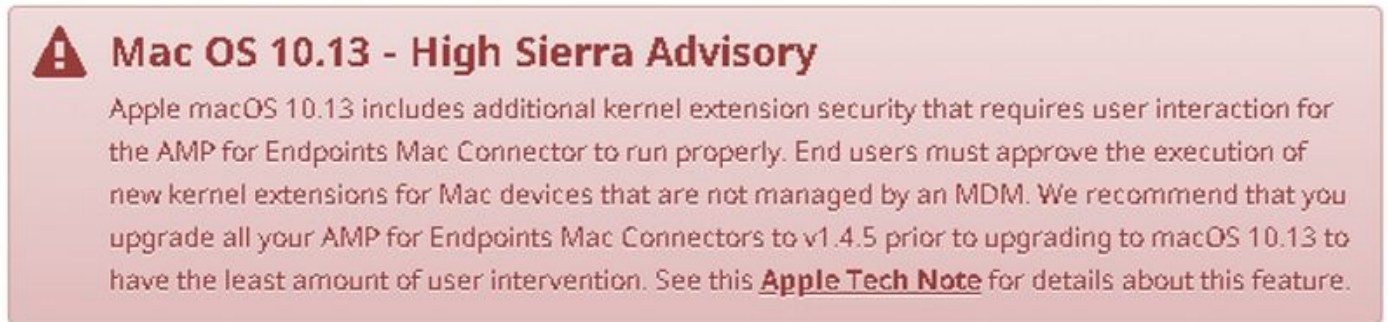 Mac OS 10.13 - High Sierra Advisory
Apple macOS 10.13 includes additional kernel extension security that requires user interaction for
the AMP for Endpoints Mac Connector to run properly. End users must approve the execution of
new kernel extensions for Mac devices that are not managed by an MDM. We recommend that you
upgrade all your AMP for Endpoints Mac Connectors to v1.4.5 prior to upgrading to macOS 10.13 to
have the least amount of user intervention. See this Apple Tech Note for details about this feature.